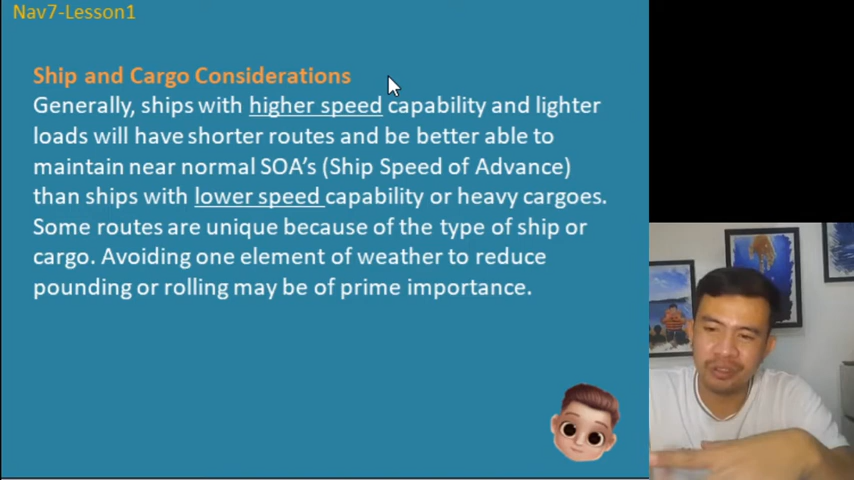 Nav7-Lesson1
Ship and Cargo Considerations
Generally, ships with higher speed capability and lighter
loads will have shorter routes and be better able to
maintain near normal SOA's (Ship Speed of Advance)
than ships with lower speed capability or heavy cargoes.
Some routes are unique because of the type of ship or
cargo. Avoiding one element of weather to reduce
pounding or rolling may be of prime importance.